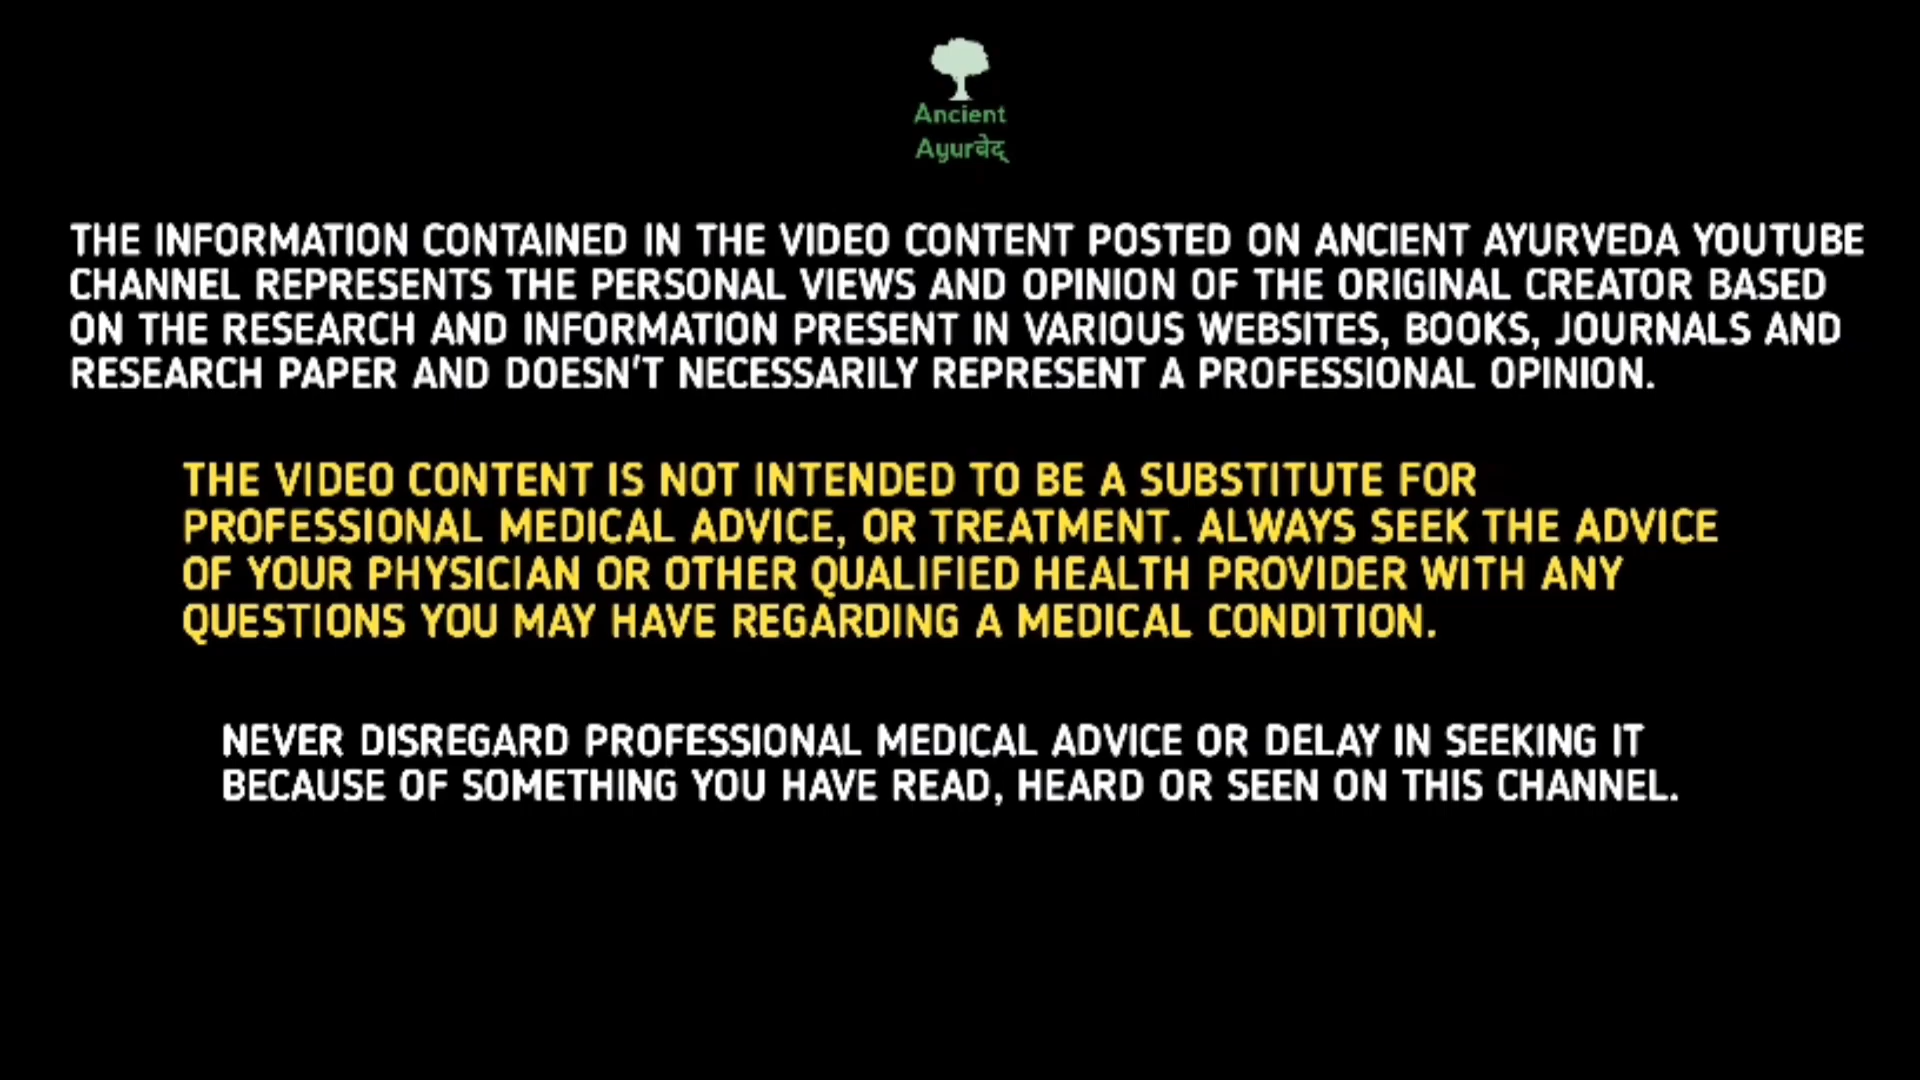 Ancient
Ayurवेद्
THE INFORMATION CONTAINED IN THE VIDEO CONTENT POSTED ON ANCIENT AYURVEDA YOUTUBE
CHANNEL REPRESENTS THE PERSONAL VIEWS AND OPINION OF THE ORIGINAL CREATOR BASED
ON THE RESEARCH AND INFORMATION PRESENT IN VARIOUS WEBSITES, BOOKS, JOURNALS AND
RESEARCH PAPER AND DOESN'T NECESSARILY REPRESENT A PROFESSIONAL OPINION.
THE VIDEO CONTENT IS NOT INTENDED TO BE A SUBSTITUTE FOR
PROFESSIONAL MEDICAL ADVICE, OR TREATMENT. ALWAYS SEEK THE ADVICE
OF YOUR PHYSICIAN OR OTHER QUALIFIED HEALTH PROVIDER WITH ANY
QUESTIONS YOU MAY HAVE REGARDING A MEDICAL CONDITION.
NEVER DISREGARD PROFESSIONAL MEDICAL ADVICE OR DELAY IN SEEKING IT
BECAUSE OF SOMETHING YOU HAVE READ, HEARD OR SEEN ON THIS CHANNEL.